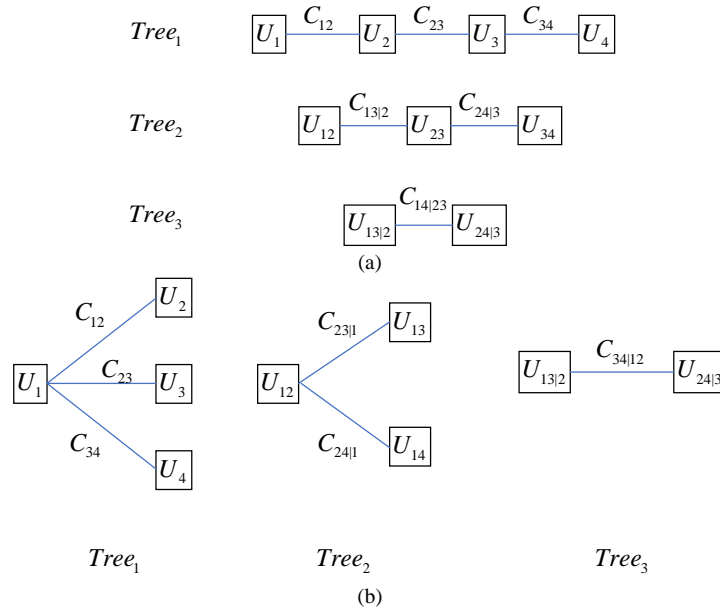 C₁₂ C₂₃ C₃₄
Tree₁ U₁ U₂ U₃ U₄
C₁₃|₂ C₂₄|₃
Tree₂ U₁₂ U₂₃ U₃₄
C₁₄|₂₃
Tree₃ U₁₃|₂ U₂₄|₃
(a)
U₂
C₁₂
U₁ C₂₃ U₃
C₃₄
U₄
U₁₃
C₂₃|₁
U₁₂
C₂₄|₁
U₁₄
C₃₄|₁₂
U₁₃|₂ U₂₄|₃
Tree₁ Tree₂ Tree₃
(b)